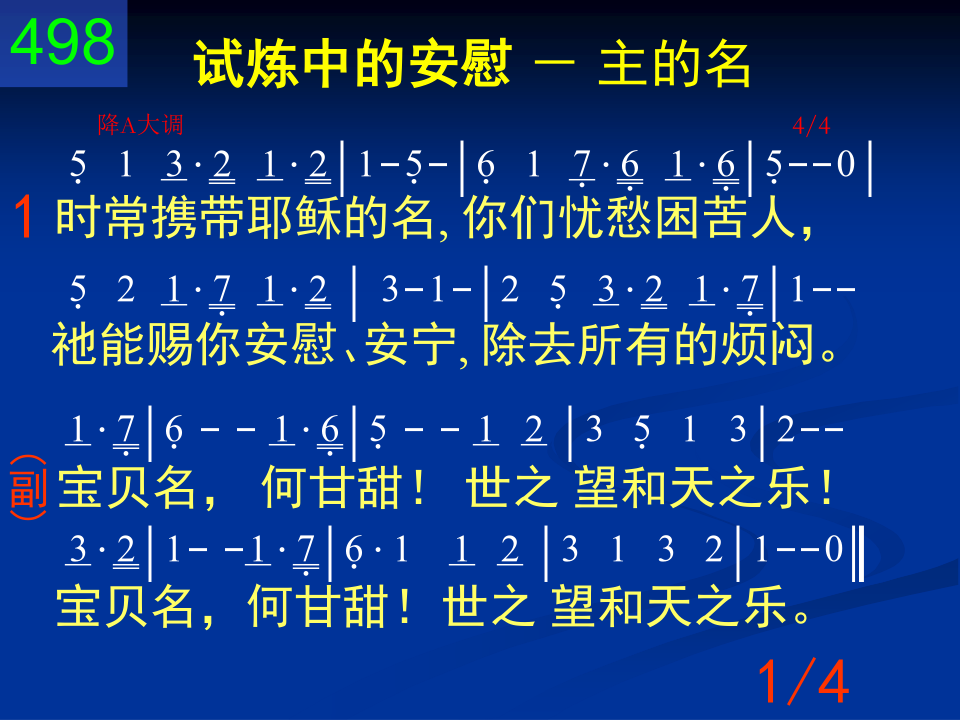 498
试炼中的安慰 － 主的名
降A大调 4/4
5̣ 1 3·2 1·2|1-5̣-|6̣ 1 7̣·6̣ 1·6̣|5̣--0|
1 时常携带耶稣的名, 你们忧愁困苦人，
5̣ 2 1·7̣ 1·2| 3-1-|2 5̣ 3·2 1·7̣|1--
祂能赐你安慰、安宁, 除去所有的烦闷。
1·7̣|6̣ - - 1·6̣|5̣ - - 1 2 |3 5̣ 1 3|2--
（副） 宝贝名， 何甘甜！ 世之 望和天之乐！
3·2|1- -1·7̣|6̣·1 1 2 |3 1 3 2|1--0‖
宝贝名，何甘甜！世之 望和天之乐。
1/4